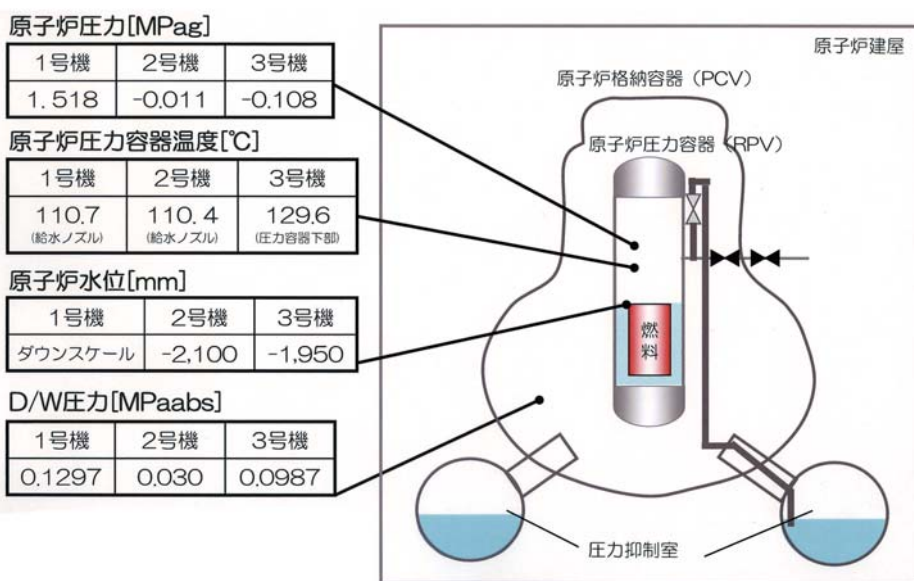 原子炉圧力[MPag]
1号機 2号機 3号機
1.518 -0.011 -0.108
原子炉圧力容器温度[℃]
1号機 2号機 3号機
110.7 110.4 129.6
(給水ノズル) (給水ノズル) (圧力容器下部)
原子炉水位[mm]
1号機 2号機 3号機
ダウンスケール -2,100 -1,950
D/W圧力[MPaabs]
1号機 2号機 3号機
0.1297 0.030 0.0987
原子炉建屋
原子炉格納容器（PCV）
原子炉圧力容器（RPV）
燃料
圧力抑制室